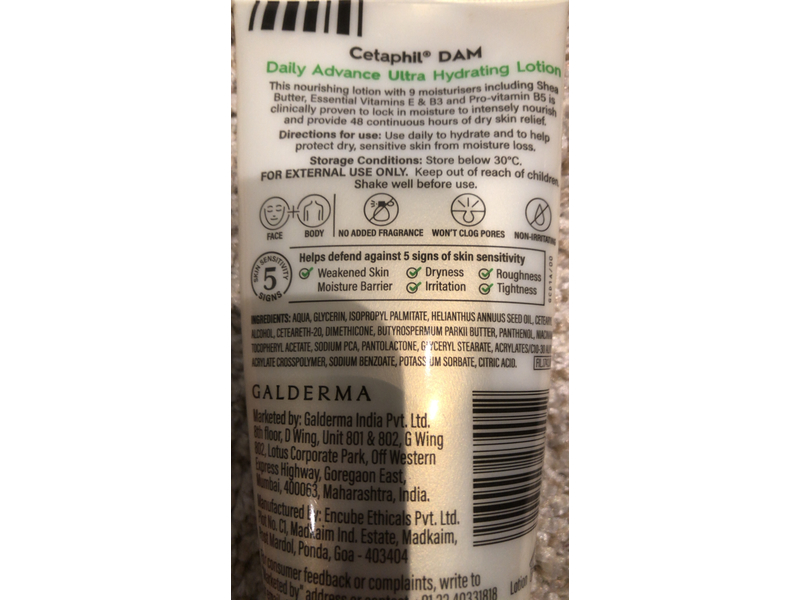 Cetaphil® DAM
Daily Advance Ultra Hydrating Lotion
This nourishing lotion with 9 moisturisers including Shea
Butter, Essential Vitamins E & B3 and Pro-vitamin B5 is
clinically proven to lock in moisture to intensely nourish
and provide 48 continuous hours of dry skin relief.
Directions for use: Use daily to hydrate and to help
protect dry, sensitive skin from moisture loss.
Storage Conditions: Store below 30°C.
FOR EXTERNAL USE ONLY. Keep out of reach of children.
Shake well before use.
FACE + BODY
NO ADDED FRAGRANCE
WON'T CLOG PORES
NON-IRRITATING
SKIN SENSITIVITY
5
SIGNS
Helps defend against 5 signs of skin sensitivity
Weakened Skin Moisture Barrier
Dryness
Irritation
Roughness
Tightness
INGREDIENTS: AQUA, GLYCERIN, ISOPROPYL PALMITATE, HELIANTHUS ANNUUS SEED OIL, CETEARYL
ALCOHOL, CETEARETH-20, DIMETHICONE, BUTYROSPERMUM PARKII BUTTER, PANTHENOL,
TOCOPHERYL ACETATE, SODIUM PCA, PANTOLACTONE, GLYCERYL STEARATE, ACRYLATES/C10-30
ACRYLATE CROSSPOLYMER, SODIUM BENZOATE, POTASSIUM SORBATE, CITRIC ACID.
GALDERMA
Marketed by: Galderma India Pvt. Ltd.
8th floor, D Wing, Unit 801 & 802, G Wing
802, Lotus Corporate Park, Off Western
Express Highway, Goregaon East,
Mumbai, 400063, Maharashtra, India.
Manufactured by: Encube Ethicals Pvt. Ltd.
Plot No. C1, Madkaim Ind. Estate, Madkaim,
Post Mardol, Ponda, Goa - 403404
For consumer feedback or complaints, write to
"Marketed by" address or contact
Lotion